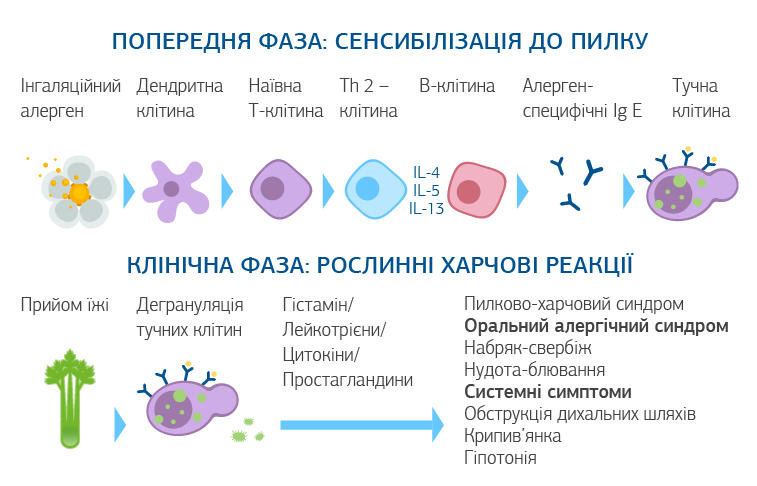 ПОПЕРЕДНЯ ФАЗА: СЕНСИБІЛІЗАЦІЯ ДО ПИЛКУ
Інгаляційний
алерген
Дендритна
клітина
Наївна
Т-клітина
Th 2 –
клітина
В-клітина
Алерген-
специфічні Ig E
Тучна
клітина
IL-4
IL-5
IL-13
КЛІНІЧНА ФАЗА: РОСЛИННІ ХАРЧОВІ РЕАКЦІЇ
Прийом їжі
Дегрануляція
тучних клітин
Гістамін/
Лейкотрієни/
Цитокіни/
Простагландини
Пилково-харчовий синдром
Оральний алергічний синдром
Набряк-свербіж
Нудота-блювання
Системні симптоми
Обструкція дихальних шляхів
Крипив’янка
Гіпотонія